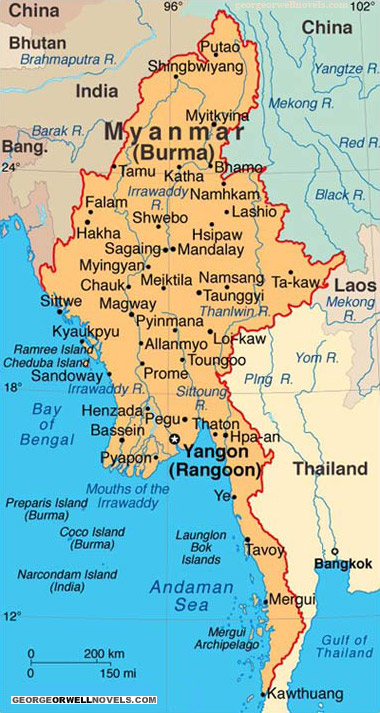 96°
georgeorwellnovels.com
102°
China
Bhutan
Brahmaputra R.
Putao
China
Shingbwiyang
Yangtze R.
India
Mekong R.
Myitkyina
Barak R.
Myanmar
(Burma)
Red R.
Bang.
24°
Tamu
Katha
Bhamo
Irrawaddy
R.
Namhkam
Black R.
Falam
Lashio
Shwebo
Hakha
Hsipaw
Sagaing
Mandalay
Myingyan
Laos
Chauk
Meiktila
Namsang
Ta-kaw
Mekong
R.
Sittwe
Magway
Taunggyi
Thanlwin R.
Kyaukpyu
Pyinmana
Loi-kaw
Ramree Island
Allanmyo
Cheduba Island
Toungoo
Yom R.
Sandoway
Prome
Ping R.
18°
Irrawaddy R.
Sittoung
R.
Bay
of
Bengal
Henzada
Pegu
Thaton
Bassein
Hpa-an
Yangon
(Rangoon)
Pyapon
Thailand
Mouths of the
Irrawaddy
Ye
Preparis Island
(Burma)
Coco Island
(Burma)
Launglon
Bok
Islands
Tavoy
Bangkok
Narcondam Island
(India)
Andaman
Sea
Mergui
12°
Mergui
Archipelago
Gulf of
Thailand
0 200 km
0 150 mi
Kawthuang
GEORGEORWELLNOVELS.COM